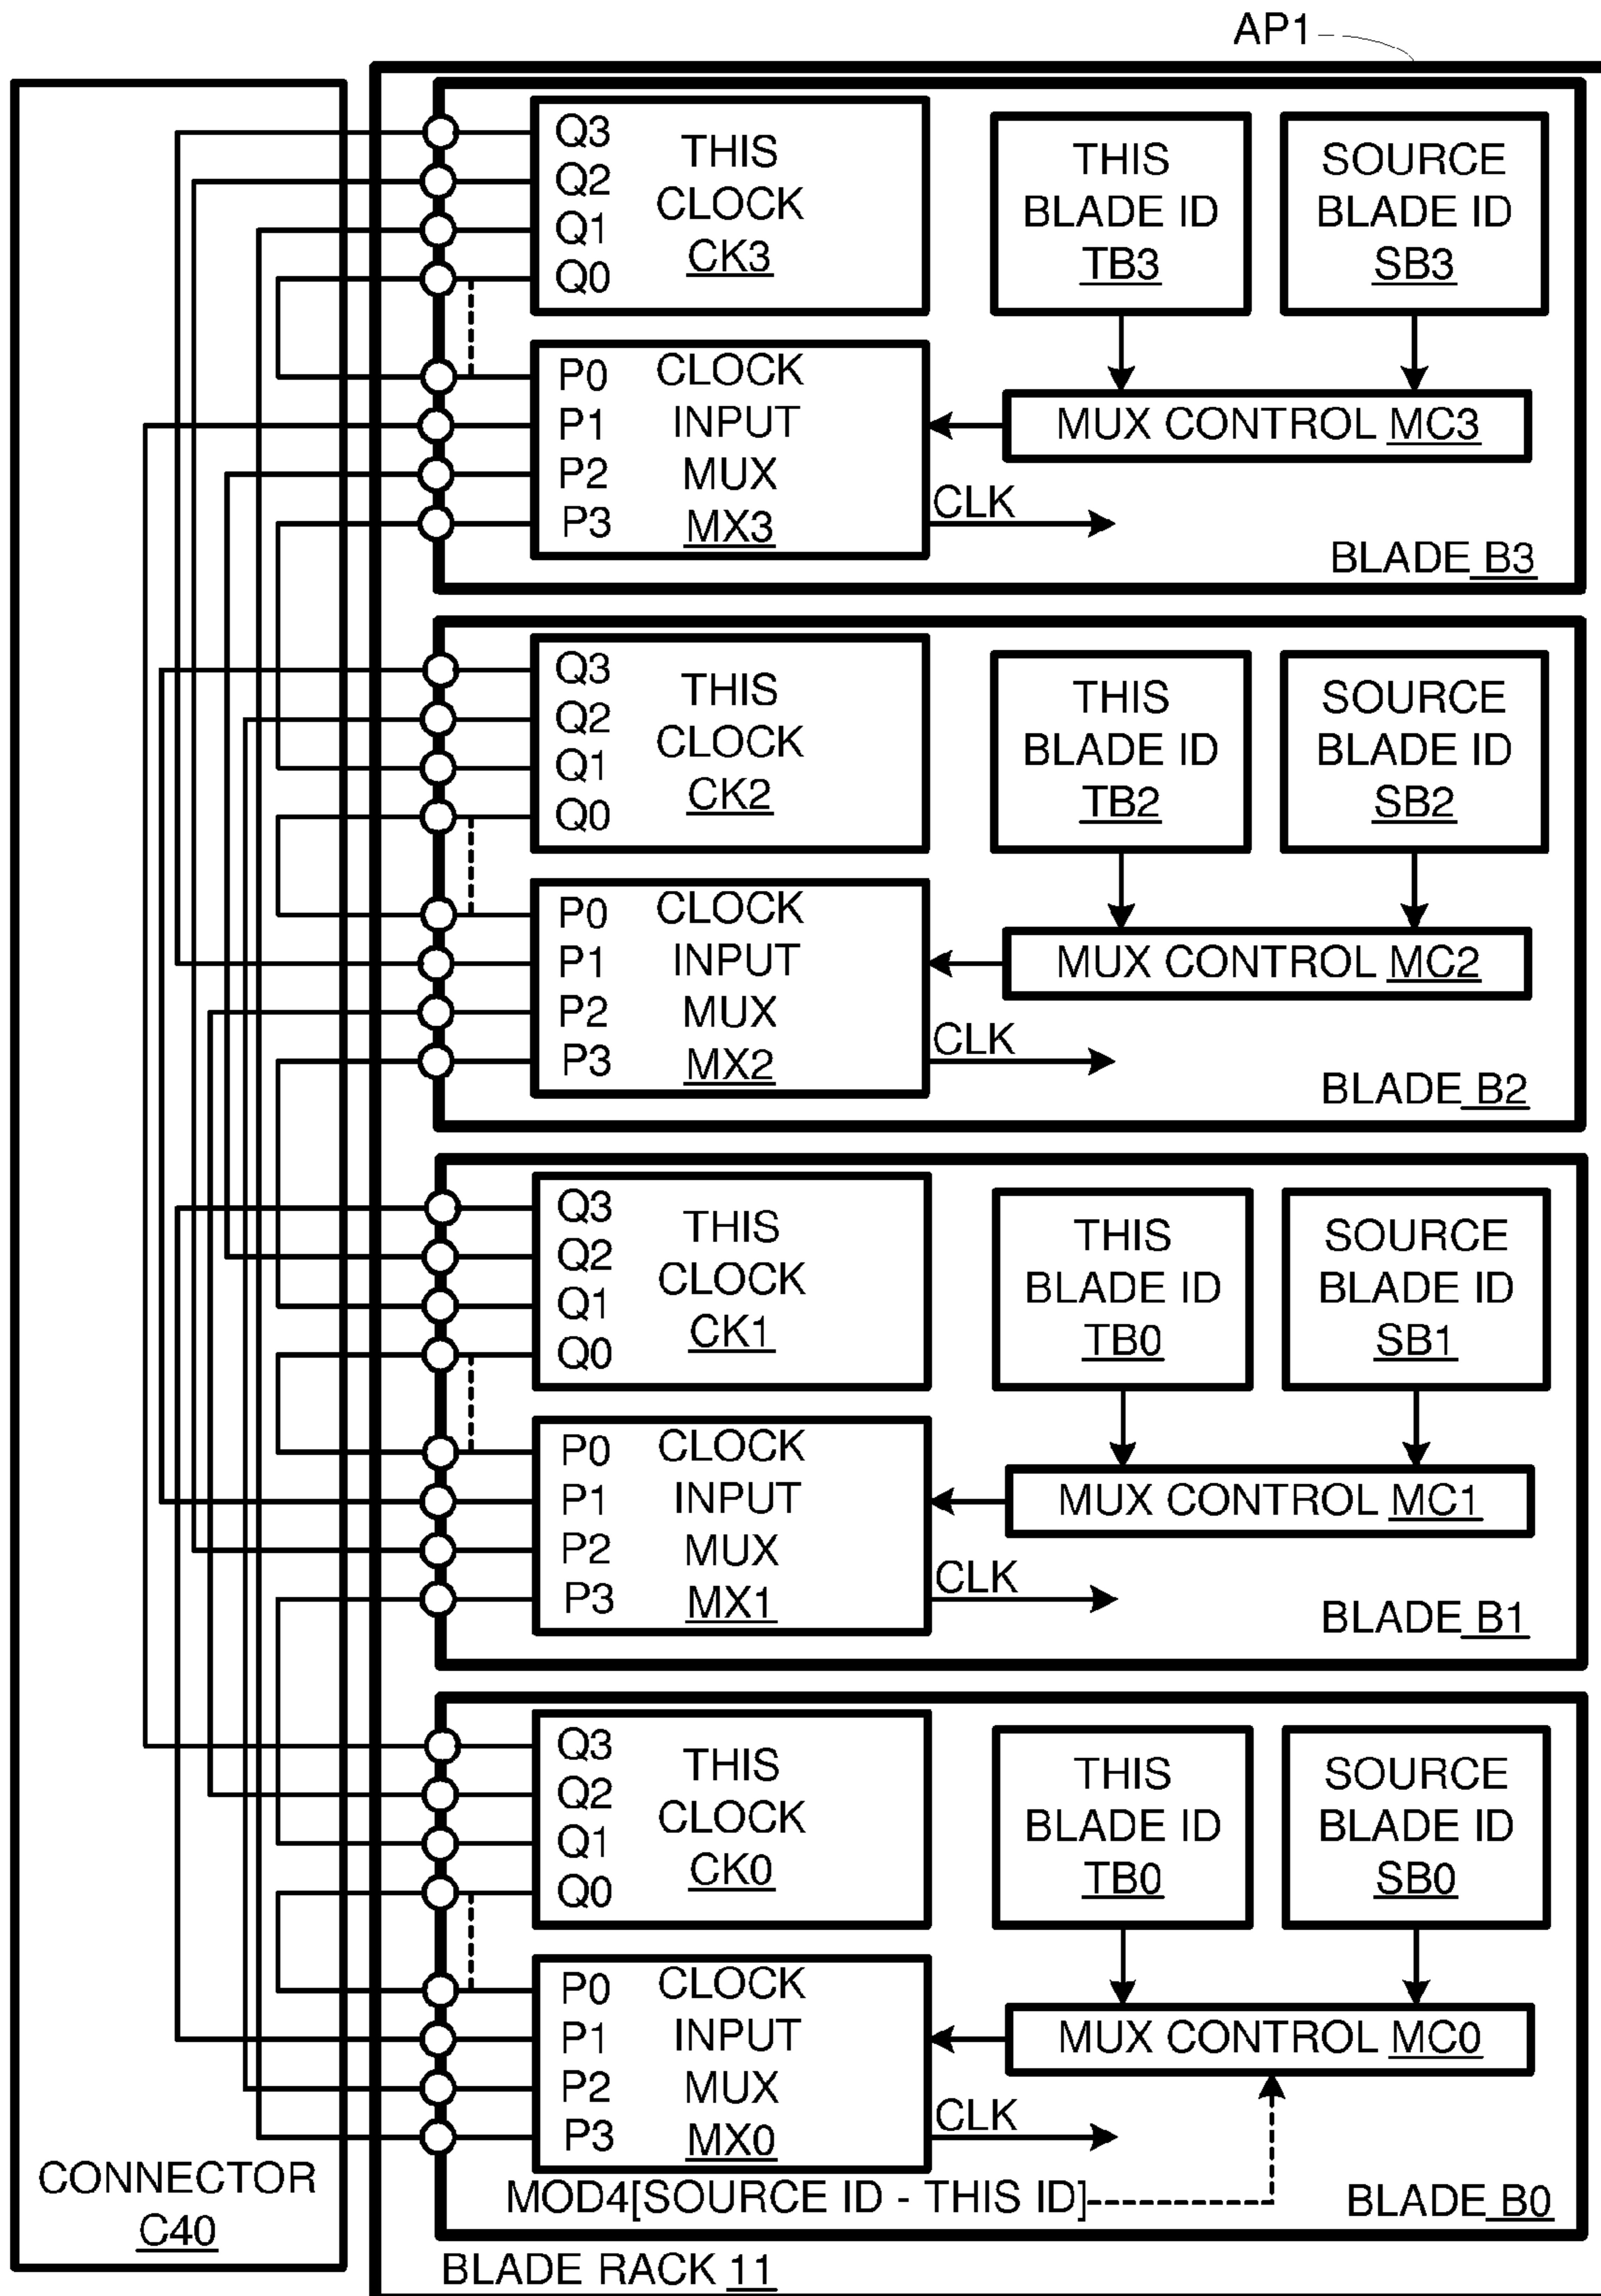 AP1
Q3
Q2
Q1
Q0
THIS
CLOCK
CK3
THIS
BLADE ID
TB3
SOURCE
BLADE ID
SB3
P0
P1
P2
P3
CLOCK
INPUT
MUX
MX3
MUX CONTROL MC3
CLK
BLADE B3
Q3
Q2
Q1
Q0
THIS
CLOCK
CK2
THIS
BLADE ID
TB2
SOURCE
BLADE ID
SB2
P0
P1
P2
P3
CLOCK
INPUT
MUX
MX2
MUX CONTROL MC2
CLK
BLADE B2
Q3
Q2
Q1
Q0
THIS
CLOCK
CK1
THIS
BLADE ID
TB0
SOURCE
BLADE ID
SB1
P0
P1
P2
P3
CLOCK
INPUT
MUX
MX1
MUX CONTROL MC1
CLK
BLADE B1
Q3
Q2
Q1
Q0
THIS
CLOCK
CK0
THIS
BLADE ID
TB0
SOURCE
BLADE ID
SB0
P0
P1
P2
P3
CLOCK
INPUT
MUX
MX0
MUX CONTROL MC0
CLK
MOD4[SOURCE ID - THIS ID]
BLADE B0
CONNECTOR
C40
BLADE RACK 11